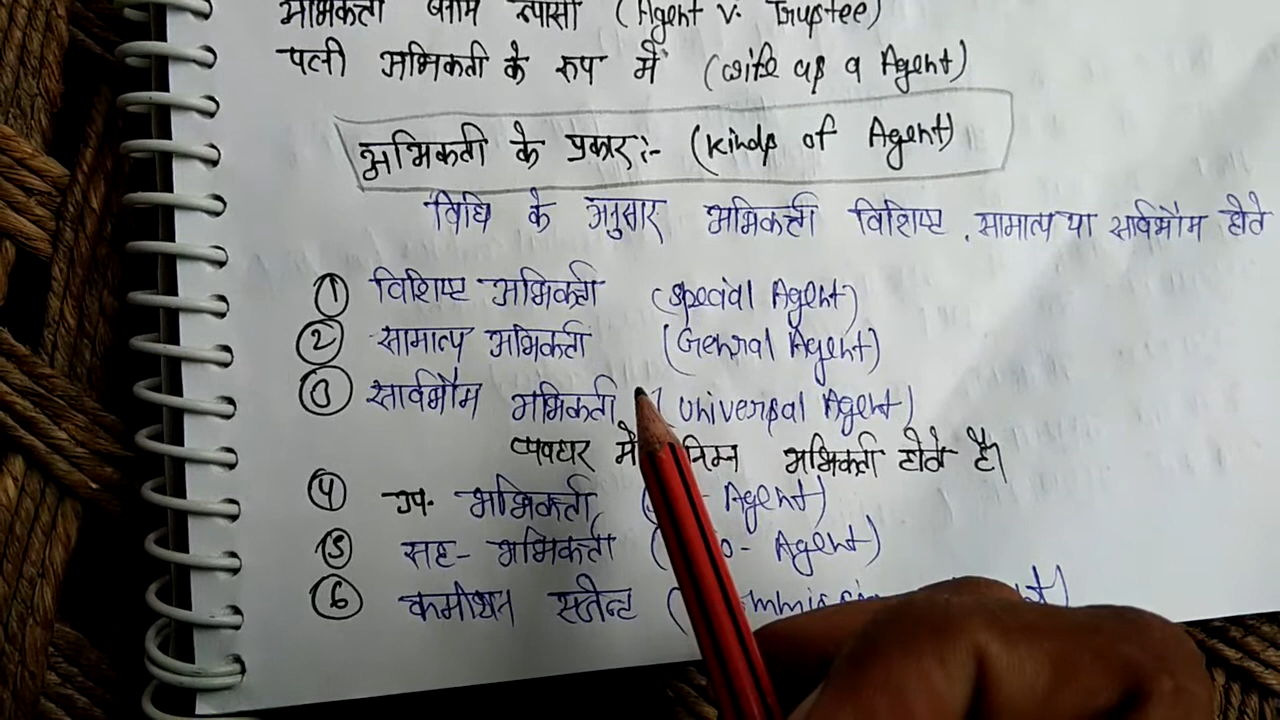 अभिकर्ता बनाम न्यासी (Agent v. Trustee)
पत्नी अभिकर्ता के रूप में (wife as a Agent)
अभिकर्ता के प्रकार:- (Kinds of Agent)
विधि के अनुसार अभिकर्ता विशिष्ट, सामान्य या सार्वभौम होते
① विशिष्ट अभिकर्ता (Special Agent)
② सामान्य अभिकर्ता (General Agent)
③ सार्वभौम अभिकर्ता (Universal Agent)
व्यवहार में निम्न अभिकर्ता होते है।
④ उप- अभिकर्ता - Agent)
⑤ सह- अभिकर्ता - Agent)
⑥ कमीशन एजेन्ट